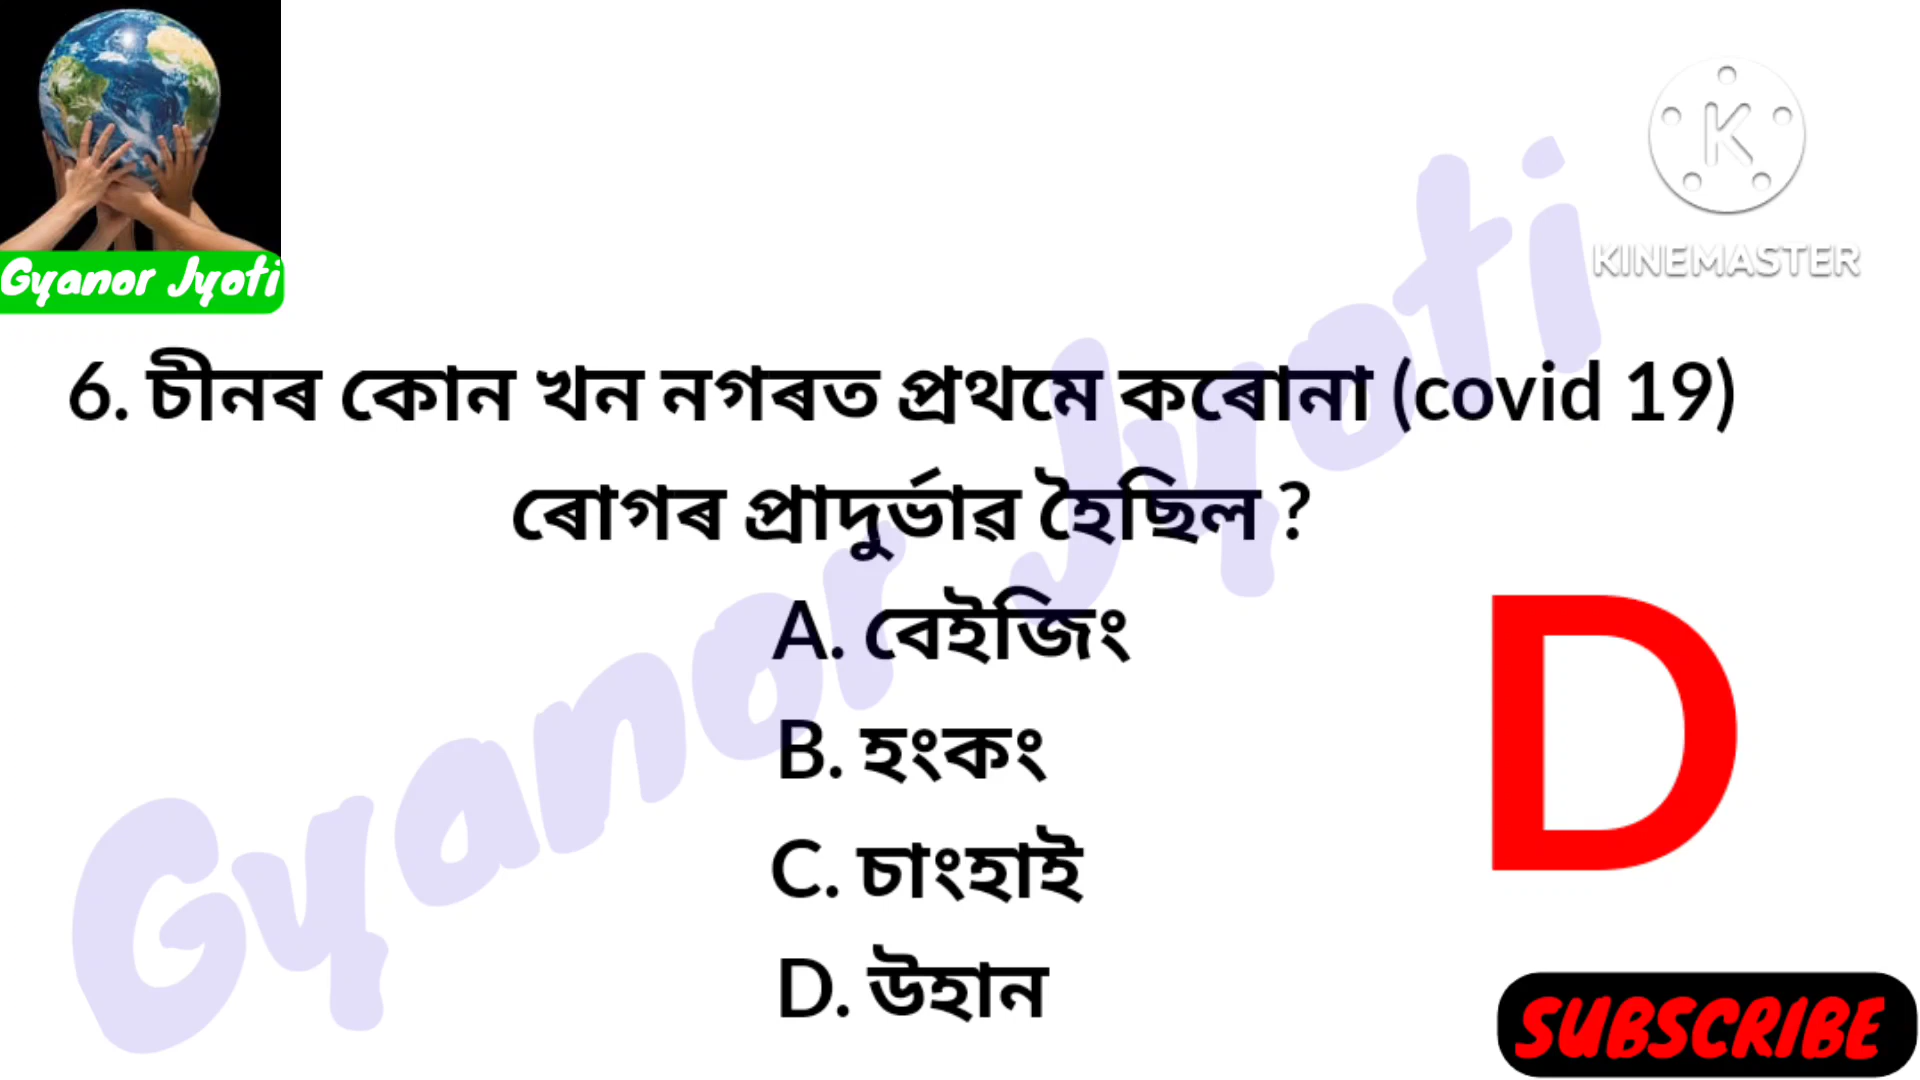 Gyanor Jyoti
KINEMASTER
6. চীনৰ কোন খন নগৰত প্ৰথমে কৰোনা (covid 19)
ৰোগৰ প্ৰাদুৰ্ভাৱ হৈছিল ?
A. বেইজিং
B. হংকং
C. চাংহাই
D. উহান
D
Gyanor Jyoti
SUBSCRIBE